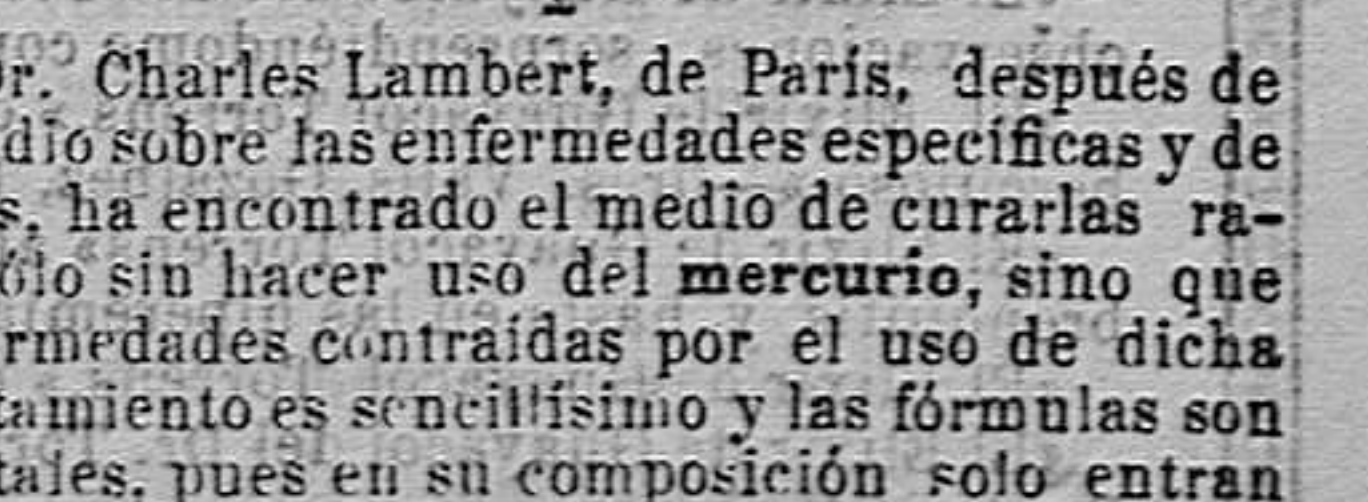 Dr. Charles Lambert, de París, después de
dio sobre las enfermedades específicas y de
s, ha encontrado el medio de curarlas ra-
ólo sin hacer uso del mercurio, sino que
rmedades contraídas por el uso de dicha
tamiento es sencillísimo y las fórmulas son
tales, pues en su composición solo entran